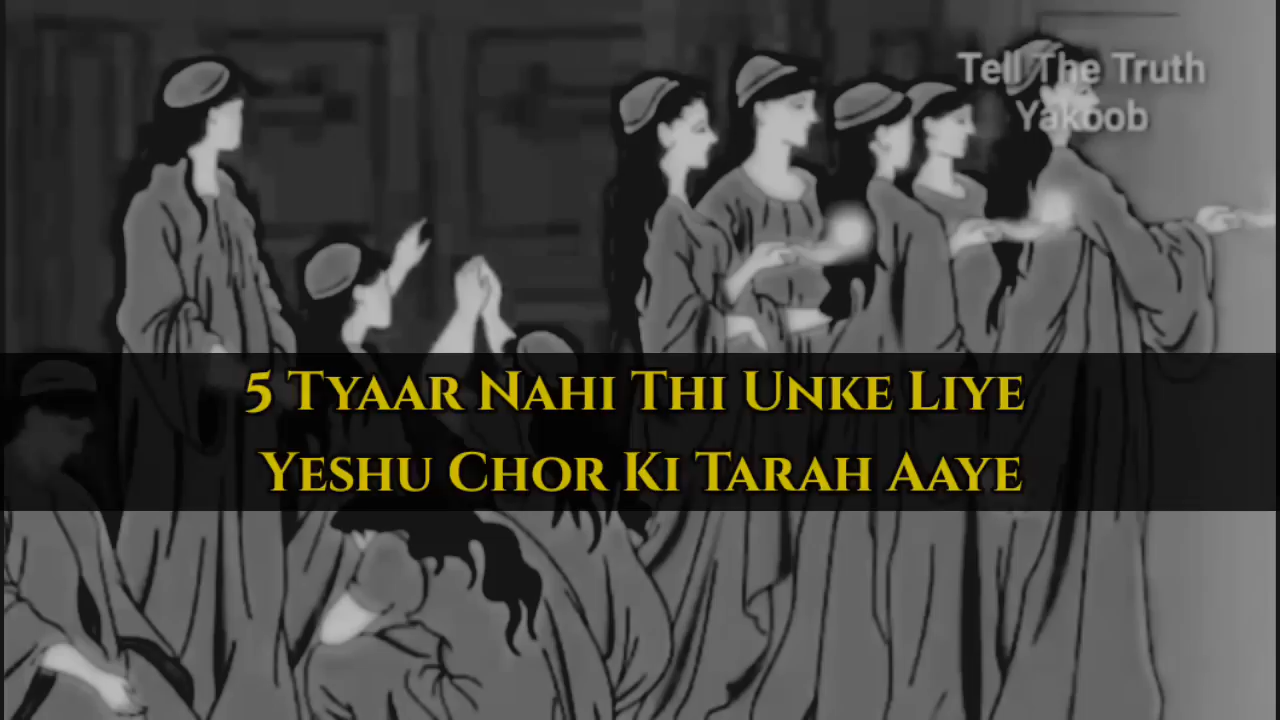 Tell The Truth
Yakoob
5 Tyaar Nahi Thi Unke Liye
Yeshu Chor Ki Tarah Aaye